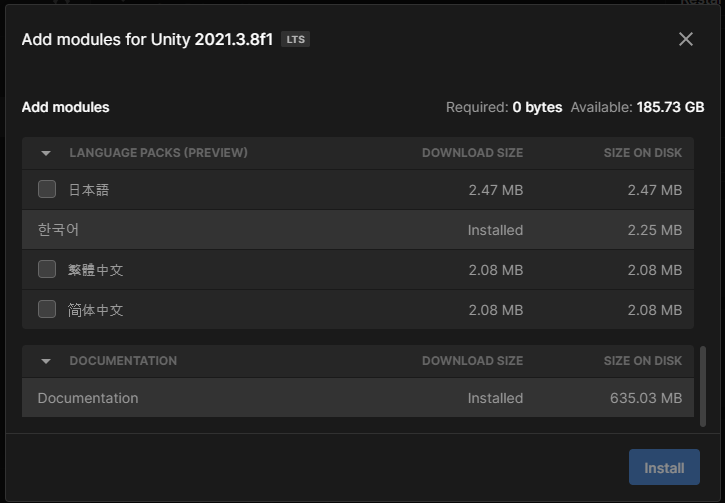 Add modules for Unity 2021.3.8f1 LTS
Add modules Required: 0 bytes Available: 185.73 GB
LANGUAGE PACKS (PREVIEW) DOWNLOAD SIZE SIZE ON DISK
日本語 2.47 MB 2.47 MB
한국어 Installed 2.25 MB
繁體中文 2.08 MB 2.08 MB
简体中文 2.08 MB 2.08 MB
DOCUMENTATION DOWNLOAD SIZE SIZE ON DISK
Documentation Installed 635.03 MB
Install